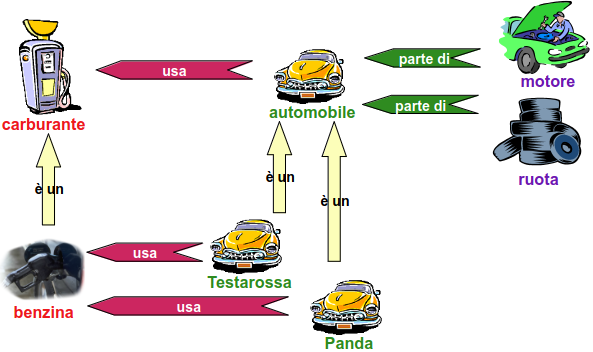 parte di
usa
motore
automobile
parte di
carburante
ruota
è un
è un
è un
usa
Testarossa
usa
benzina
Panda